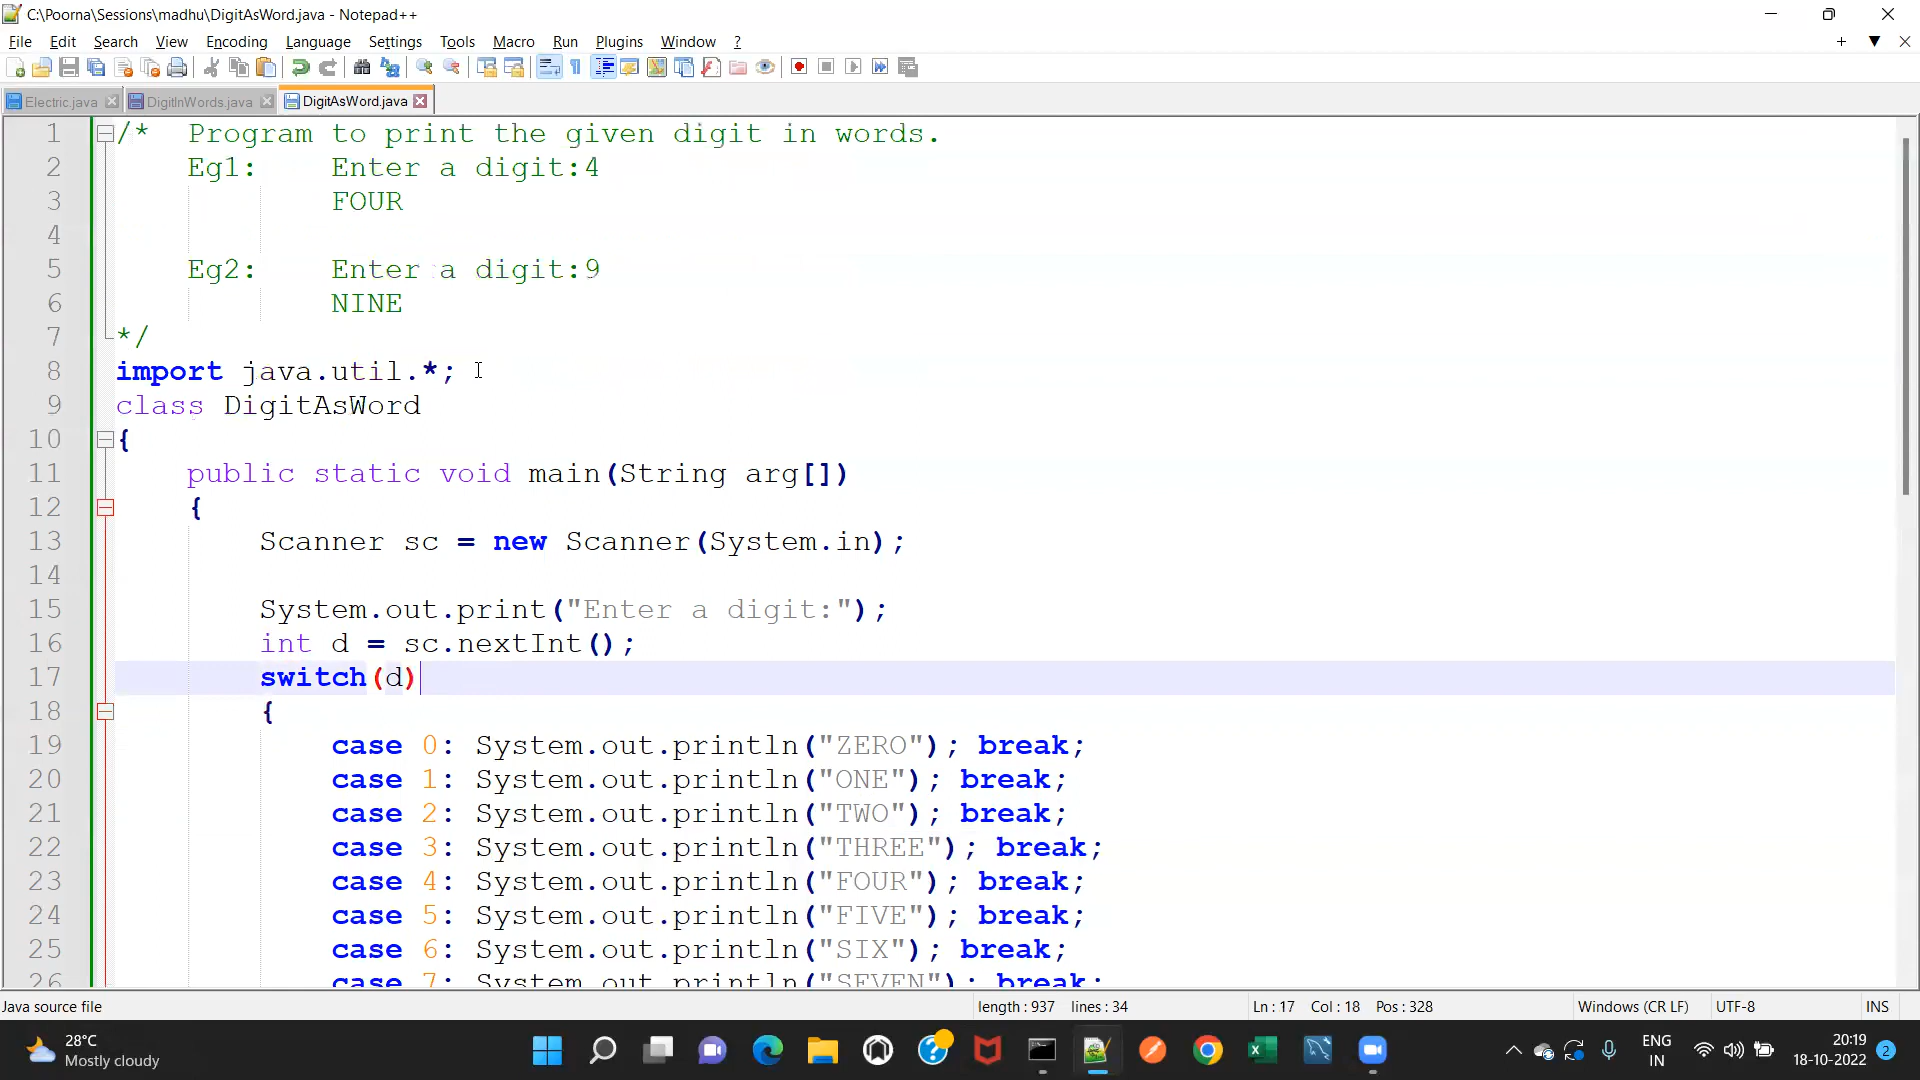 C:\Poorna\Sessions\madhu\DigitAsWord.java - Notepad++
File Edit Search View Encoding Language Settings Tools Macro Run Plugins Window ?
Electric.java DigitInWords.java DigitAsWord.java
1 /* Program to print the given digit in words.
2 Eg1: Enter a digit:4
3 FOUR
4
5 Eg2: Enter a digit:9
6 NINE
7 */
8 import java.util.*;
9 class DigitAsWord
10 {
11 public static void main(String arg[])
12 {
13 Scanner sc = new Scanner(System.in);
14
15 System.out.print("Enter a digit:");
16 int d = sc.nextInt();
17 switch(d)
18 {
19 case 0: System.out.println("ZERO"); break;
20 case 1: System.out.println("ONE"); break;
21 case 2: System.out.println("TWO"); break;
22 case 3: System.out.println("THREE"); break;
23 case 4: System.out.println("FOUR"); break;
24 case 5: System.out.println("FIVE"); break;
25 case 6: System.out.println("SIX"); break;
26 case 7: System.out.println("SEVEN"); break;
Java source file length : 937 lines : 34 Ln : 17 Col : 18 Pos : 328 Windows (CR LF) UTF-8 INS
28°C
Mostly cloudy
ENG
IN
20:19
18-10-2022
2